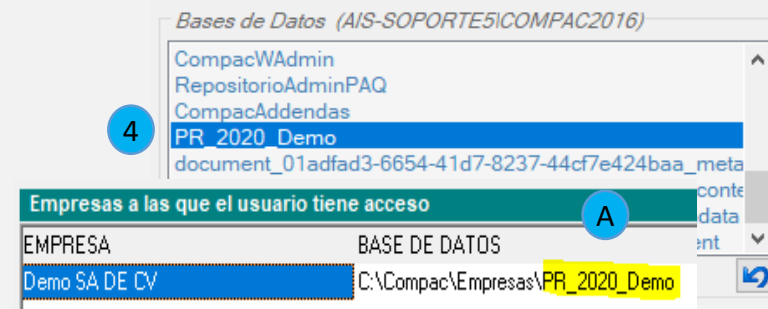 Bases de Datos (AIS-SOPORTE5\COMPAC2016)
CompacWAdmin
RepositorioAdminPAQ
CompacAddendas
4
PR_2020_Demo
document_01adfad3-6654-41d7-8237-44cf7e424baa_meta
conte
data
ent
Empresas a las que el usuario tiene acceso
A
EMPRESA BASE DE DATOS
Demo SA DE CV C:\Compac\Empresas\PR_2020_Demo